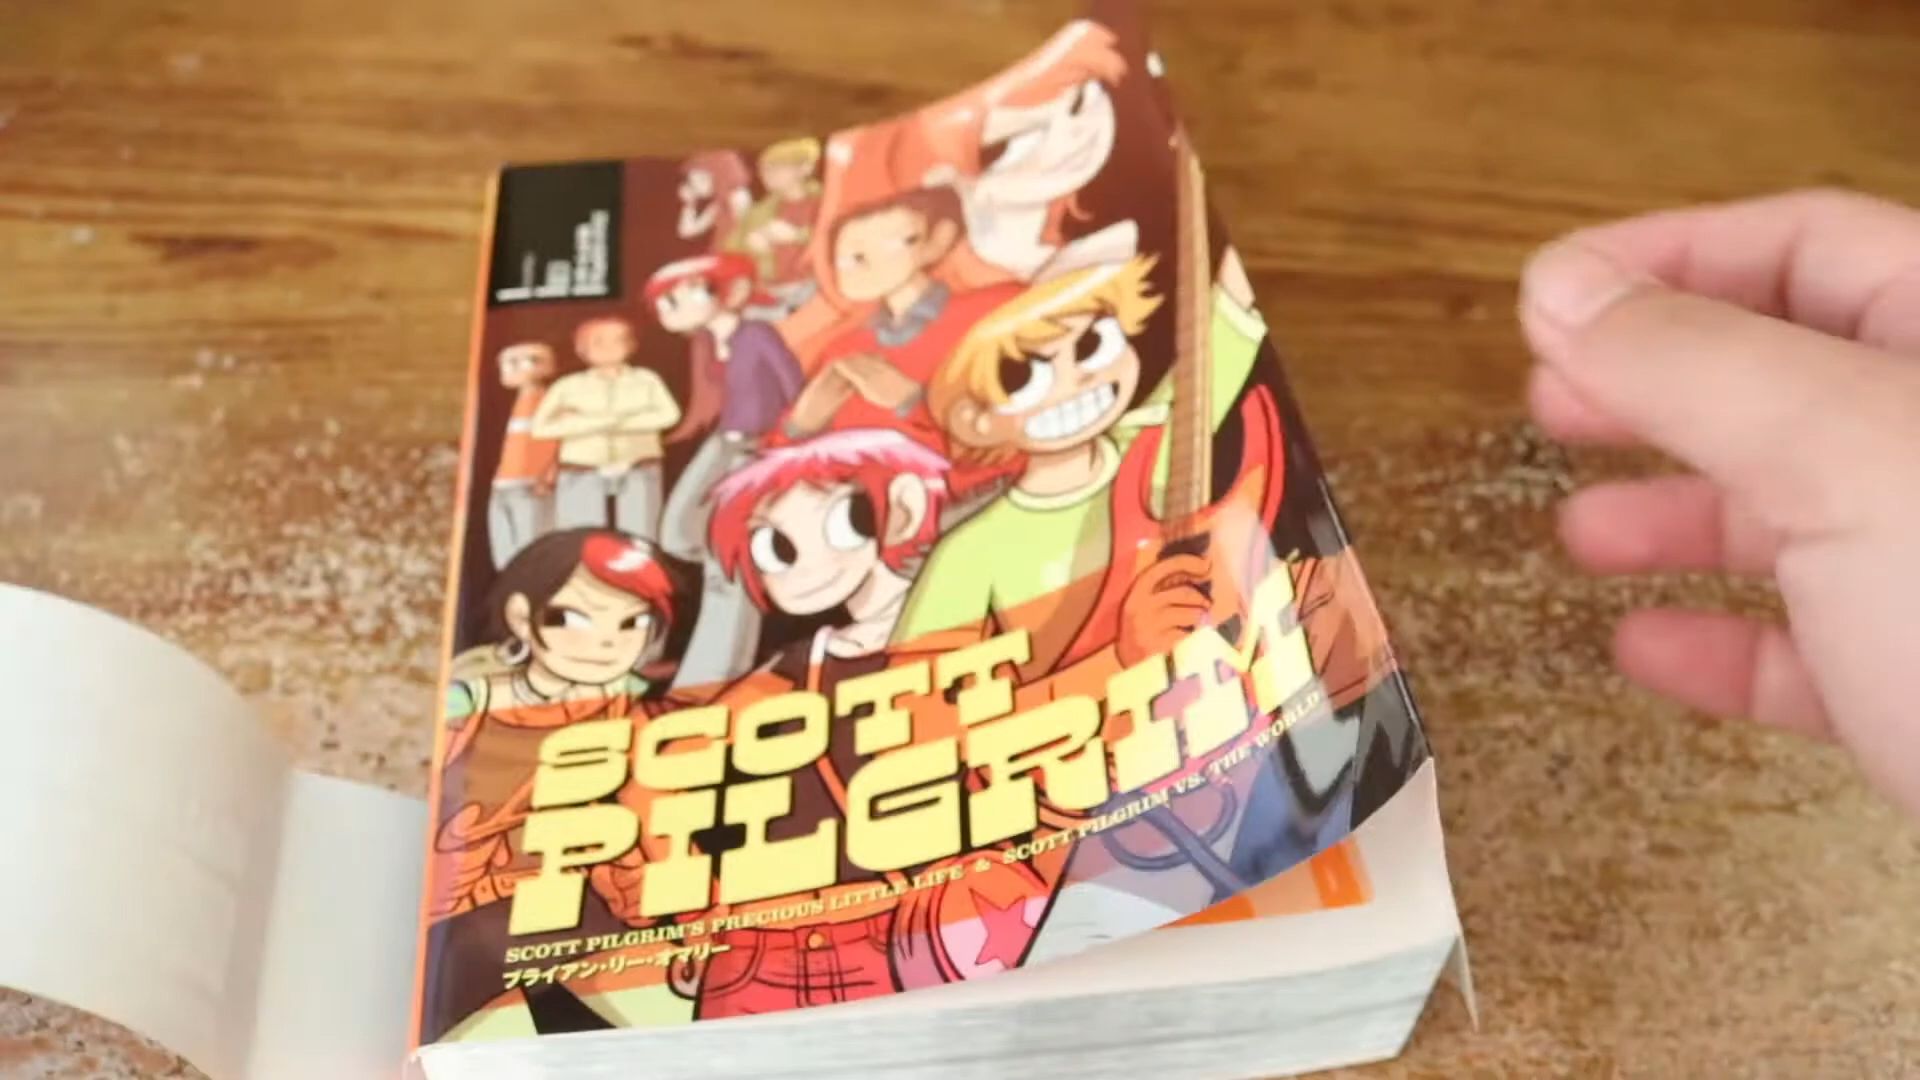 SCOTT
PILGRIM
SCOTT PILGRIM'S PRECIOUS LITTLE LIFE & SCOTT PILGRIM VS. THE WORLD
ブライアン・リー・オマリー